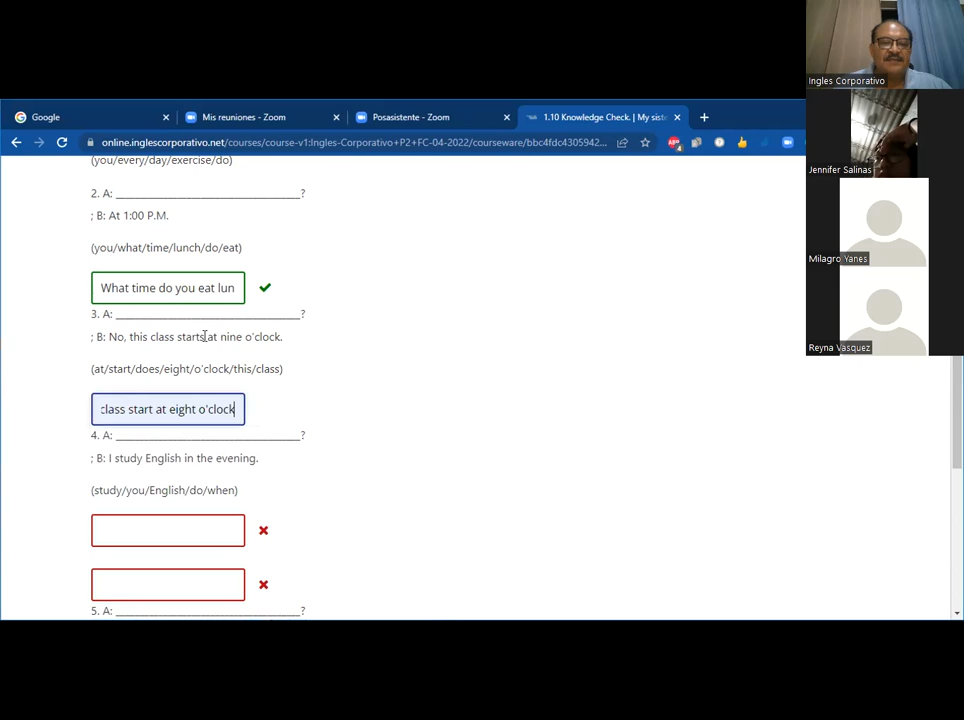 Ingles Corporativo
Jennifer Salinas
Milagro Yanes
Reyna Vasquez
Google
Mis reuniones - Zoom
Posasistente - Zoom
1.10 Knowledge Check. | My siste
online.inglescorporativo.net/courses/course-v1:Ingles-Corporativo+P2+FC-04-2022/courseware/bbc4fdc4305942...
(you/every/day/exercise/do)
2. A: ______________________________?
; B: At 1:00 P.M.
(you/what/time/lunch/do/eat)
What time do you eat lun
3. A: ______________________________?
; B: No, this class starts at nine o'clock.
(at/start/does/eight/o'clock/this/class)
class start at eight o'clock
4. A: ______________________________?
; B: I study English in the evening.
(study/you/English/do/when)
5. A: ______________________________?